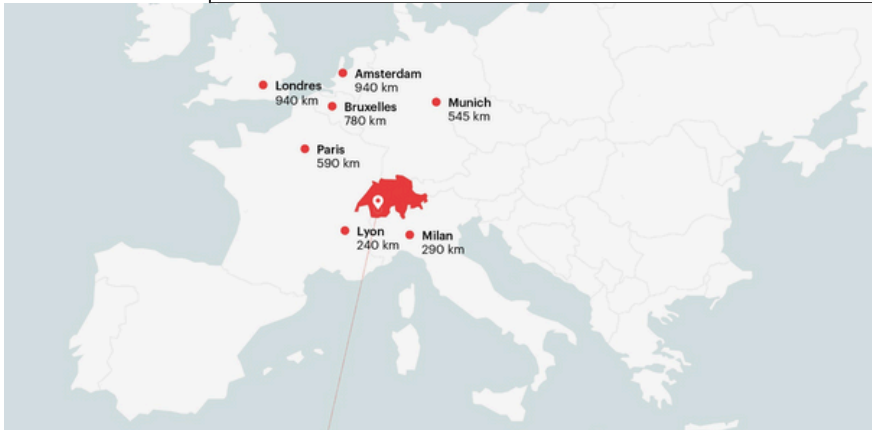 Londres
940 km
Amsterdam
940 km
Bruxelles
780 km
Munich
545 km
Paris
590 km
Lyon
240 km
Milan
290 km